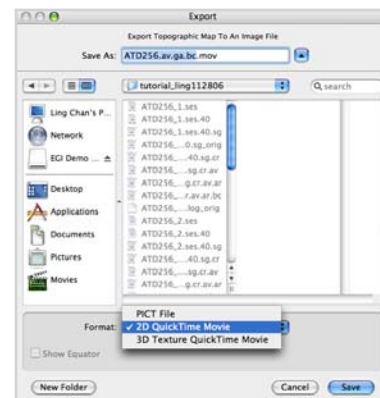 Export
Export Topographic Map To An Image File
Save As: ATD256.av.ga.bc.mov
tutorial_ling112806
search
Ling Chan's P...
Network
EGI Demo ...
Desktop
Applications
Documents
Pictures
Movies
ATD256_1.ses
ATD256_1.ses.40
ATD256_1.ses.40.sg
ATD256_...0.sg_orig
ATD256_...40.sg.cr
ATD256_....sg.cr.av
ATD256_...g.cr.av.ar
ATD256_...r.av.ar.bc
ATD256_...log_orig
ATD256_2.ses
ATD256_2.ses.40
ATD256_2.ses.40.sg
ATD256_...40.sg.cr
ATD256_....sg.cr.av
ATD256_...g.cr.av.ar
Format:
PICT File
✓ 2D QuickTime Movie
3D Texture QuickTime Movie
Show Equator
New Folder
Cancel
Save